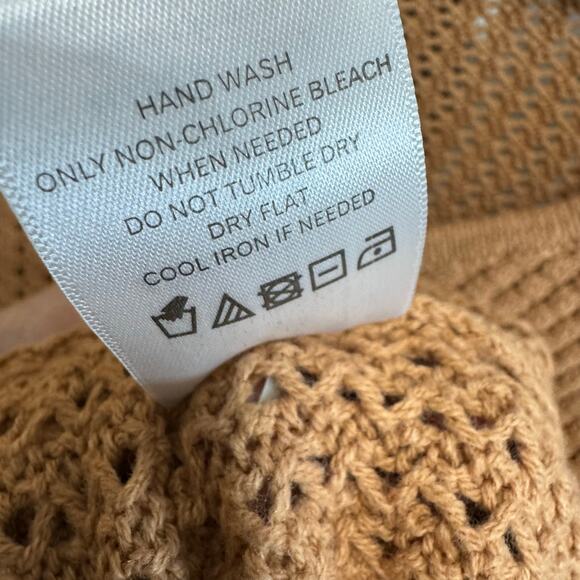 HAND WASH
ONLY NON-CHLORINE BLEACH
WHEN NEEDED
DO NOT TUMBLE DRY
DRY FLAT
COOL IRON IF NEEDED